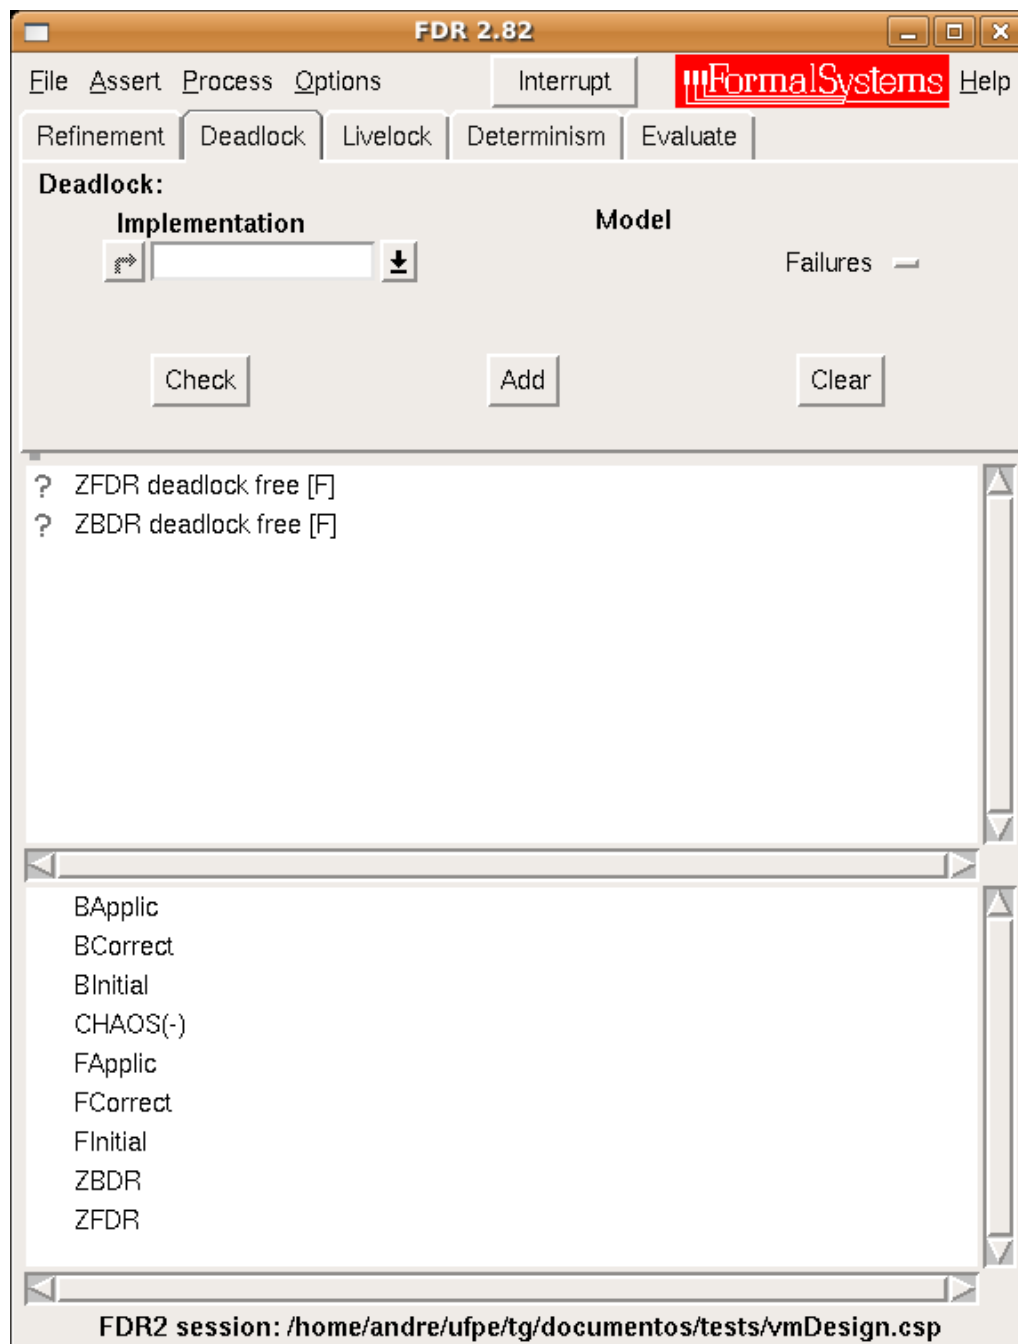 FDR 2.82
File Assert Process Options Interrupt FormalSystems Help
Refinement Deadlock Livelock Determinism Evaluate
Deadlock:
Implementation Model
Failures
Check Add Clear
? ZFDR deadlock free [F]
? ZBDR deadlock free [F]
BApplic
BCorrect
BInitial
CHAOS(-)
FApplic
FCorrect
FInitial
ZBDR
ZFDR
FDR2 session: /home/andre/ufpe/tg/documentos/tests/vmDesign.csp